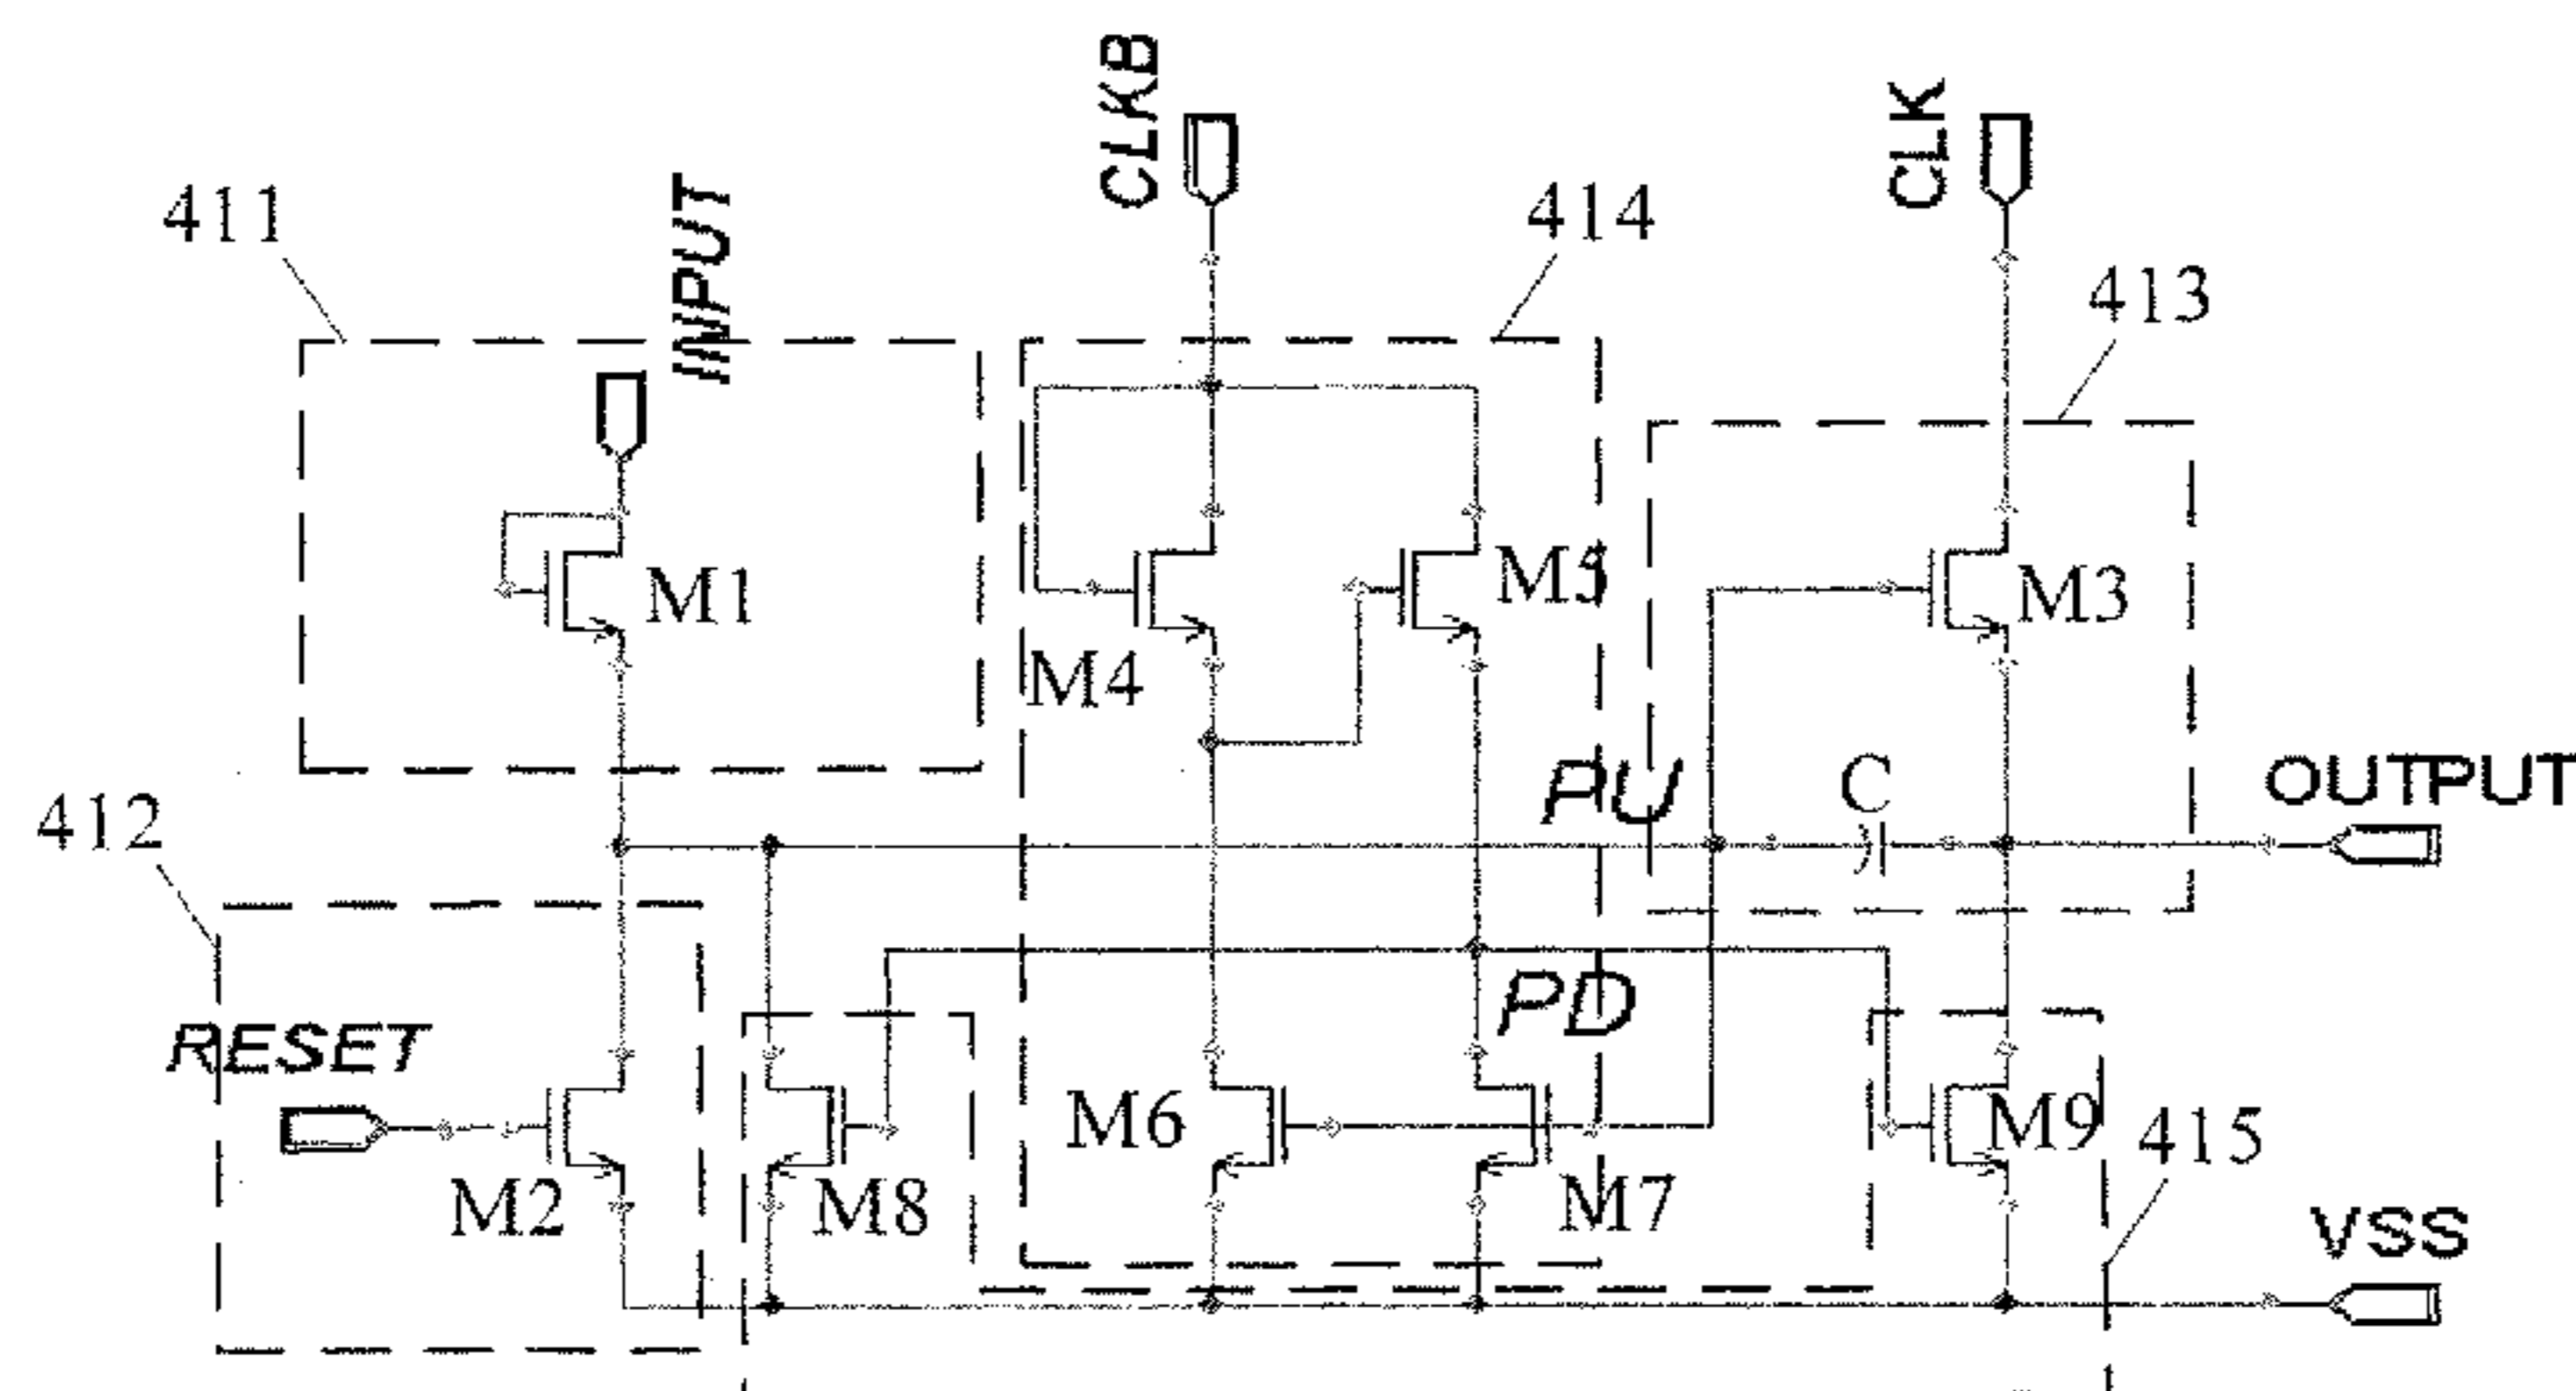 CLKB
CLK
411
INPUT
414
413
M1
M4
M5
M3
412
PU
C
OUTPUT
RESET
PD
M2
M8
M6
M7
M9
415
VSS